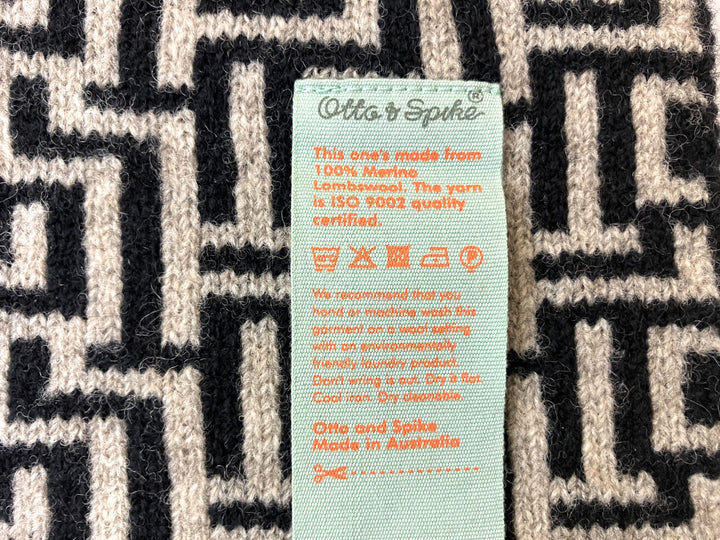 Otto & Spike®
This one's made from
100% Merino
Lambswool. The yarn
is ISO 9002 quality
certified.
P
We recommend that you
hand or machine wash this
garment on a wool setting
with an environmentally
friendly laundry product.
Don't wring is out. Dry it flat.
Cool iron. Dry cleanable.
Otto and Spike
Made in Australia